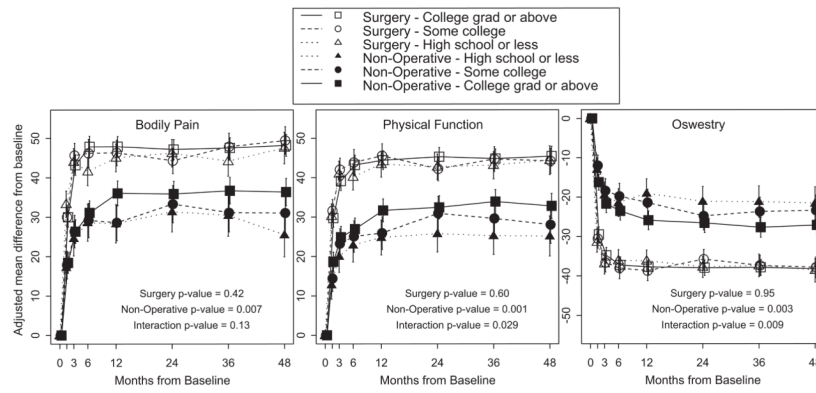 Surgery - College grad or above
Surgery - Some college
Surgery - High school or less
Non-Operative - High school or less
Non-Operative - Some college
Non-Operative - College grad or above
Adjusted mean difference from baseline
Bodily Pain
50
40
30
20
10
0
Surgery p-value = 0.42
Non-Operative p-value = 0.007
Interaction p-value = 0.13
0 2 3 6 12 24 36 48
Months from Baseline
Physical Function
50
40
30
20
10
0
Surgery p-value = 0.60
Non-Operative p-value = 0.001
Interaction p-value = 0.029
0 2 3 6 12 24 36 48
Months from Baseline
Oswestry
0
-10
-20
-30
-40
-50
Surgery p-value = 0.95
Non-Operative p-value = 0.003
Interaction p-value = 0.009
0 2 3 6 12 24 36 48
Months from Baseline